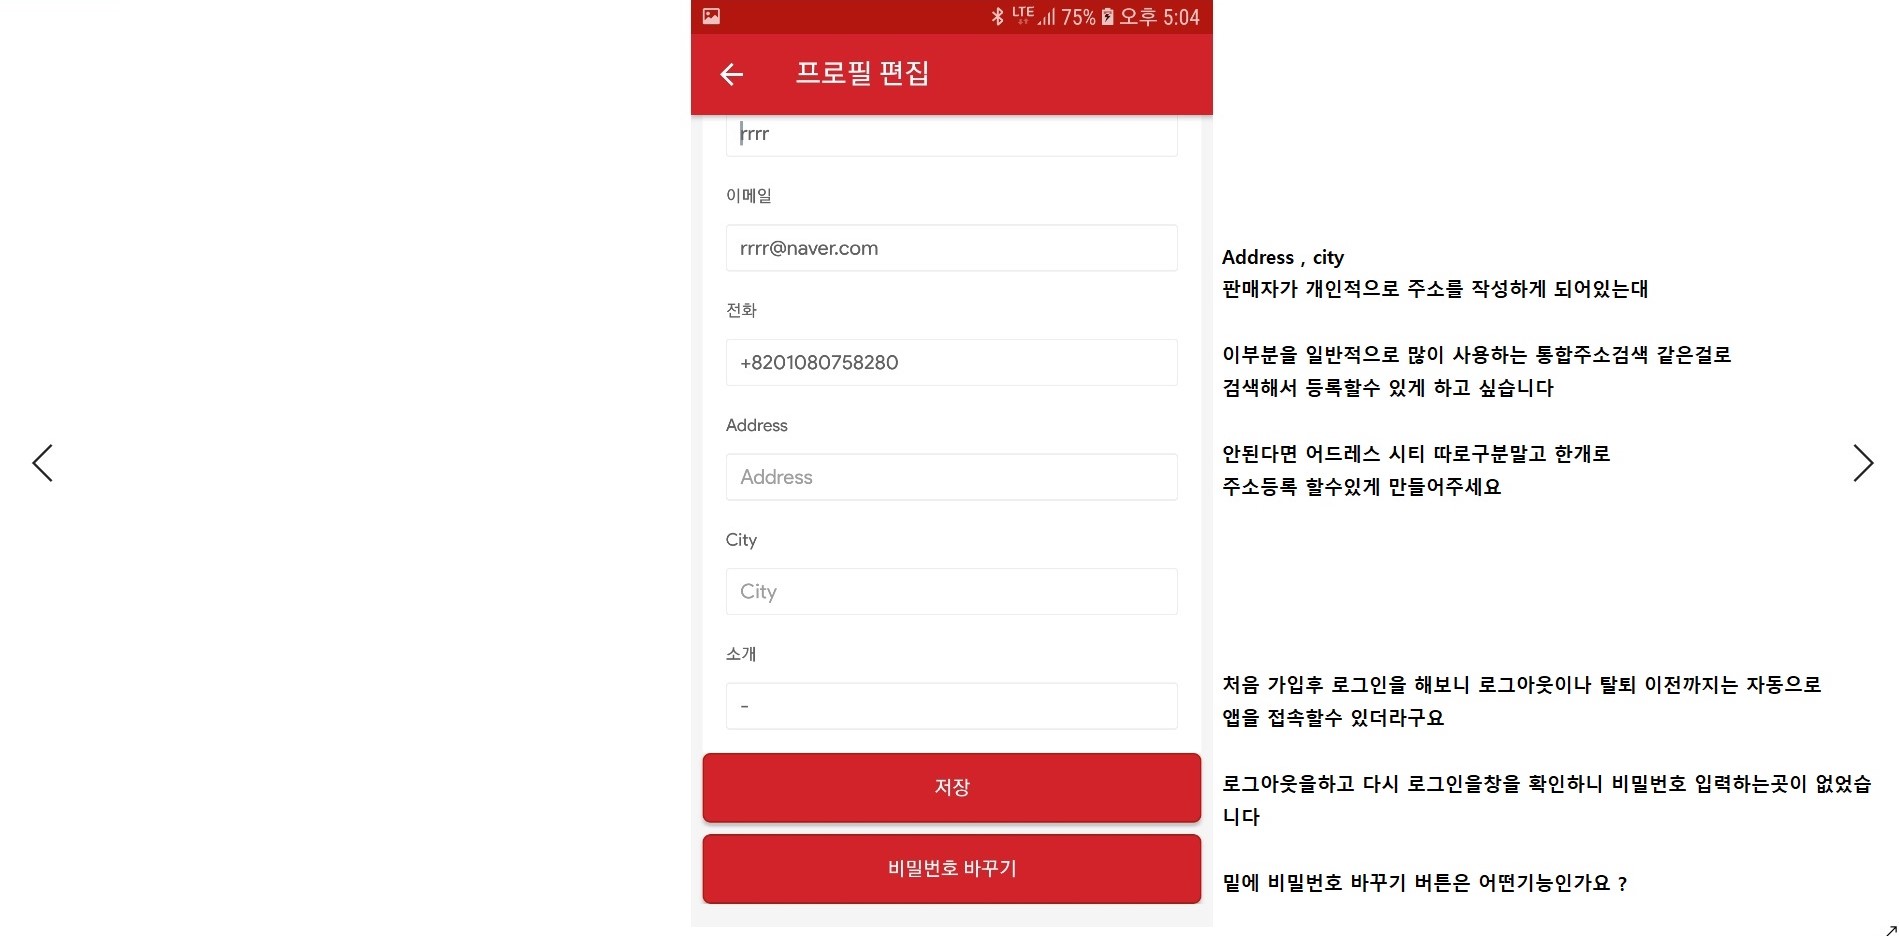 LTE 75% 오후 5:04
프로필 편집
rrrr
이메일
rrrr@naver.com
전화
+8201080758280
Address
Address
City
City
소개
-
저장
비밀번호 바꾸기
Address , city
판매자가 개인적으로 주소를 작성하게 되어있는대
이부분을 일반적으로 많이 사용하는 통합주소검색 같은걸로
검색해서 등록할수 있게 하고 싶습니다
안된다면 어드레스 시티 따로구분말고 한개로
주소등록 할수있게 만들어주세요
처음 가입후 로그인을 해보니 로그아웃이나 탈퇴 이전까지는 자동으로
앱을 접속할수 있더라구요
로그아웃을하고 다시 로그인을창을 확인하니 비밀번호 입력하는곳이 없었습
니다
밑에 비밀번호 바꾸기 버튼은 어떤기능인가요 ?